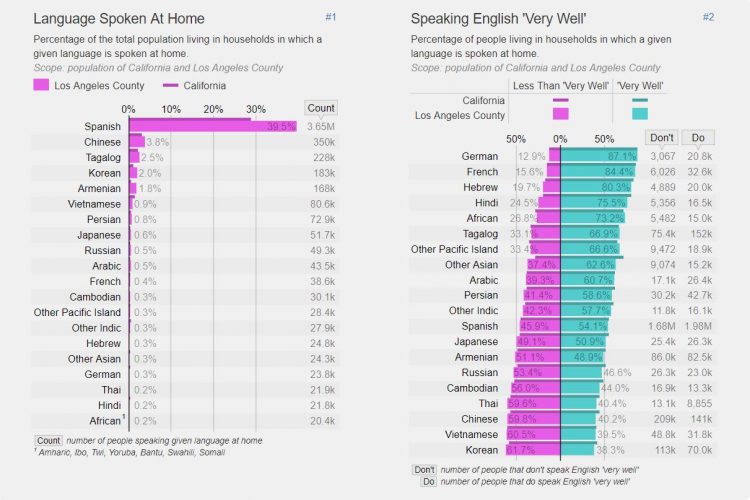 Language Spoken At Home
#1
Percentage of the total population living in households in which a
given language is spoken at home.
Scope: population of California and Los Angeles County
Los Angeles County California
0% 10% 20% 30% Count
Spanish 39.5% 3.65M
Chinese 3.8% 350k
Tagalog 2.5% 228k
Korean 2.0% 183k
Armenian 1.8% 168k
Vietnamese 0.9% 80.6k
Persian 0.8% 72.9k
Japanese 0.6% 51.7k
Russian 0.5% 49.3k
Arabic 0.5% 43.5k
French 0.4% 38.6k
Cambodian 0.3% 30.1k
Other Pacific Island 0.3% 28.4k
Other Indic 0.3% 27.9k
Hebrew 0.3% 24.8k
Other Asian 0.3% 24.3k
German 0.3% 23.8k
Thai 0.2% 21.9k
Hindi 0.2% 21.8k
African¹ 0.2% 20.4k
Count number of people speaking given language at home
¹ Amharic, Ibo, Twi, Yoruba, Bantu, Swahili, Somali
Speaking English 'Very Well'
#2
Percentage of people living in households in which a given
language is spoken at home.
Scope: population of California and Los Angeles County
Less Than 'Very Well' 'Very Well'
California
Los Angeles County
50% 0% 50% Don't Do
German 12.9% 87.1% 3,067 20.8k
French 15.6% 84.4% 6,026 32.6k
Hebrew 19.7% 80.3% 4,889 20.0k
Hindi 24.5% 75.5% 5,356 16.5k
African 26.8% 73.2% 5,482 15.0k
Tagalog 33.1% 66.9% 75.4k 152k
Other Pacific Island 33.4% 66.6% 9,472 18.9k
Other Asian 37.4% 62.6% 9,074 15.2k
Arabic 39.3% 60.7% 17.1k 26.4k
Persian 41.4% 58.6% 30.2k 42.7k
Other Indic 42.3% 57.7% 11.8k 16.1k
Spanish 45.9% 54.1% 1.68M 1.98M
Japanese 49.1% 50.9% 25.4k 26.3k
Armenian 51.1% 48.9% 86.0k 82.5k
Russian 53.4% 46.6% 26.3k 23.0k
Cambodian 56.0% 44.0% 16.9k 13.3k
Thai 59.6% 40.4% 13.1k 8,855
Chinese 59.8% 40.2% 209k 141k
Vietnamese 60.5% 39.5% 48.8k 31.8k
Korean 61.7% 38.3% 113k 70.0k
Don't number of people that don't speak English 'very well'
Do number of people that do speak English 'very well'